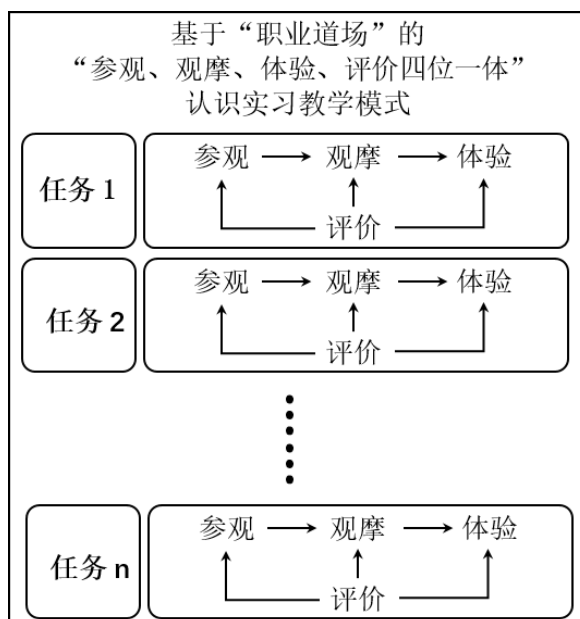 基于“职业道场”的
“参观、观摩、体验、评价四位一体”
认识实习教学模式
任务 1
参观 观摩 体验
评价
任务 2
参观 观摩 体验
评价
任务 n
参观 观摩 体验
评价